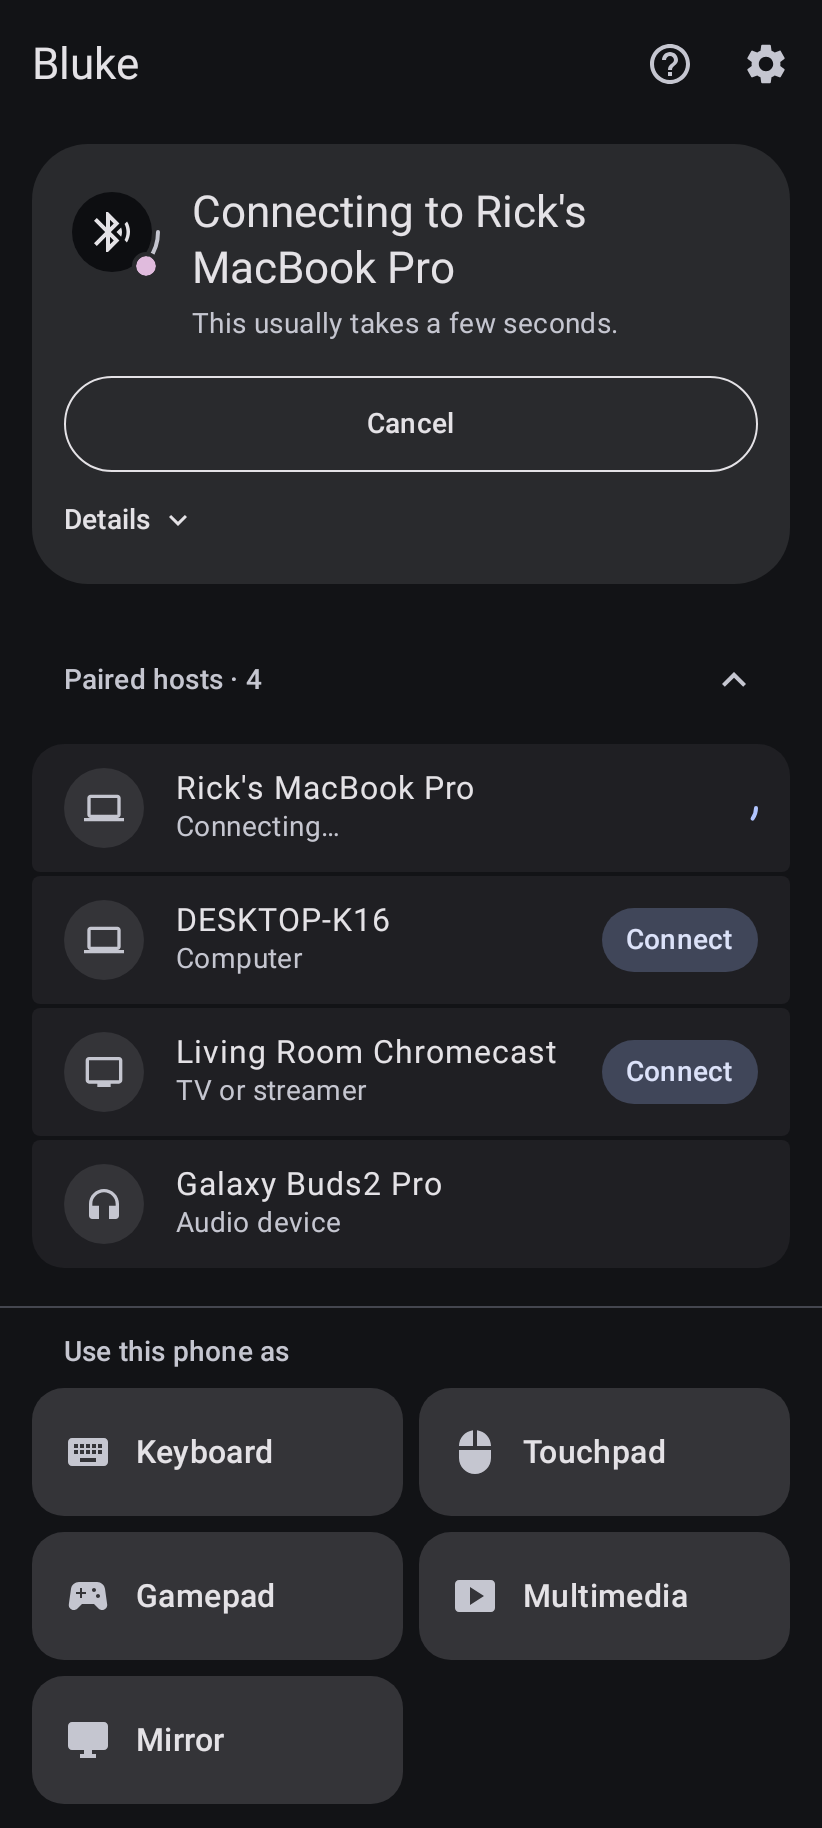 Bluke
Connecting to Rick's
MacBook Pro
This usually takes a few seconds.
Cancel
Details
Paired hosts · 4
Rick's MacBook Pro
Connecting…
DESKTOP-K16
Computer
Connect
Living Room Chromecast
TV or streamer
Connect
Galaxy Buds2 Pro
Audio device
Use this phone as
Keyboard
Touchpad
Gamepad
Multimedia
Mirror